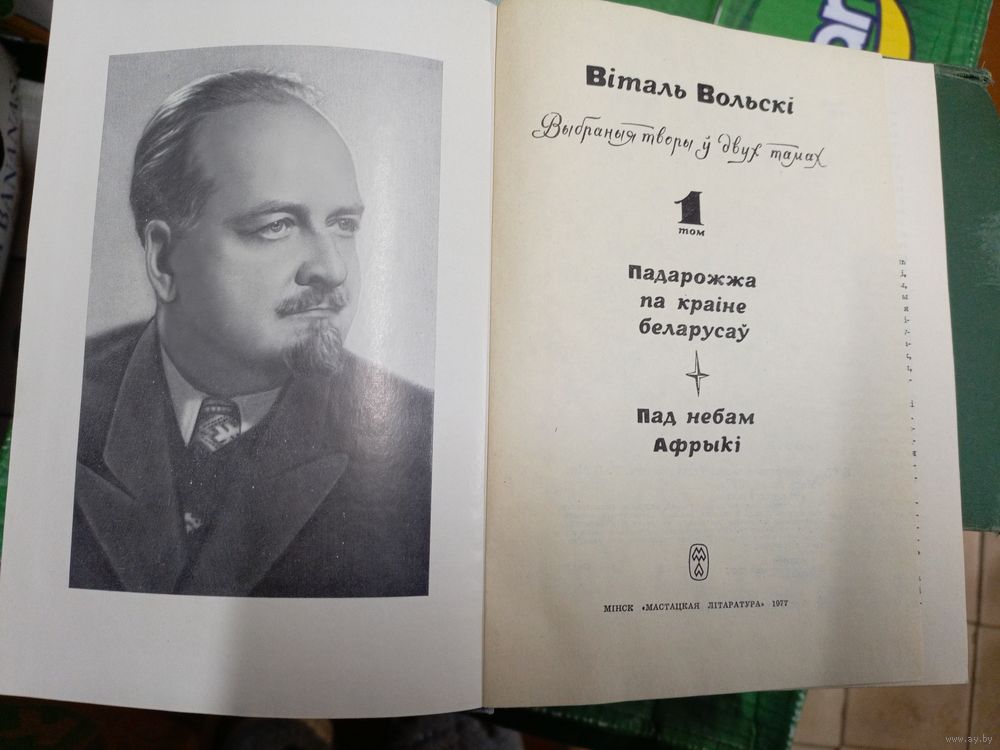 Віталь Вольскі
Выбраныя творы ў двух тамах
1
том
Падарожжа
па краіне
беларусаў
Пад небам
Афрыкі
МІНСК «МАСТАЦКАЯ ЛІТАРАТУРА» 1977
BANANAS
www.ay.by